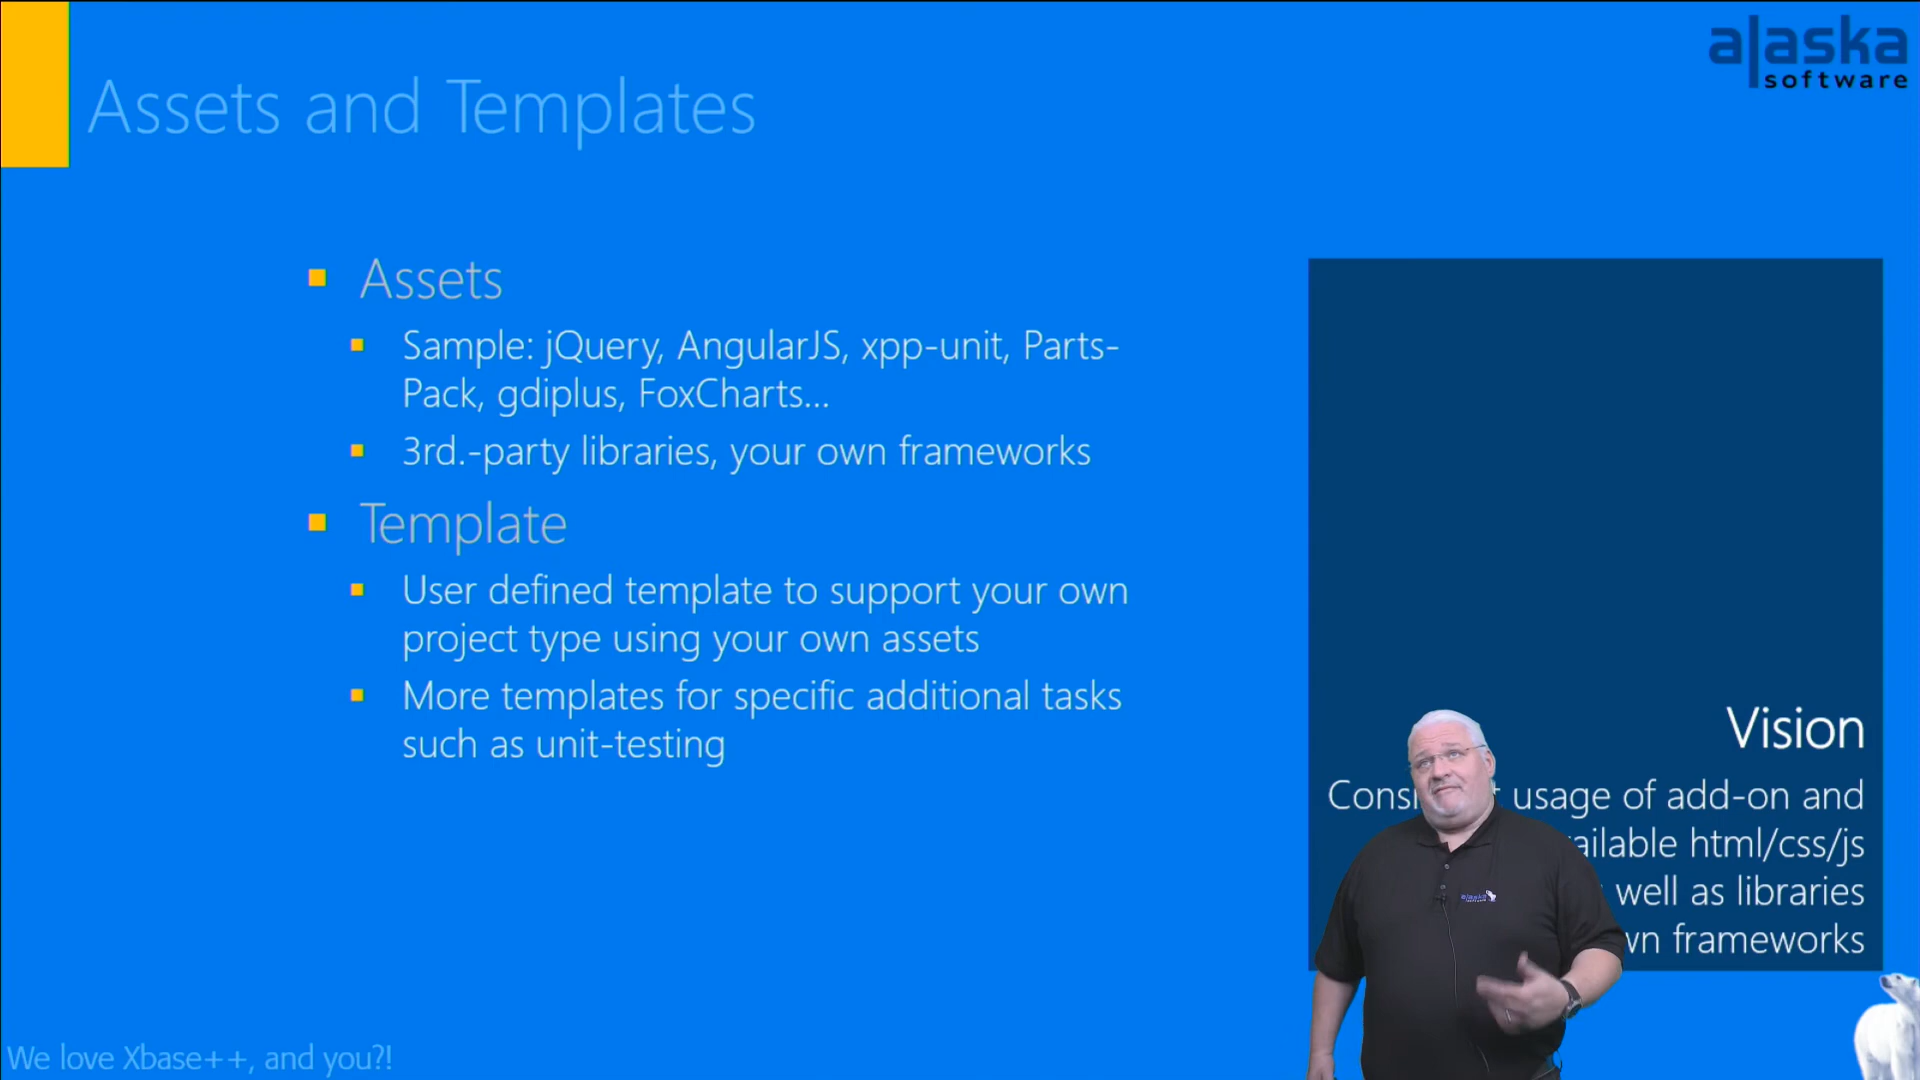 alaska
software
Assets and Templates
Assets
Sample: jQuery, AngularJS, xpp-unit, Parts-
Pack, gdiplus, FoxCharts...
3rd.-party libraries, your own frameworks
Template
User defined template to support your own
project type using your own assets
More templates for specific additional tasks
such as unit-testing
Vision
usage of add-on and
html/css/js
well as libraries
frameworks
alaska
We love Xbase++, and you?!